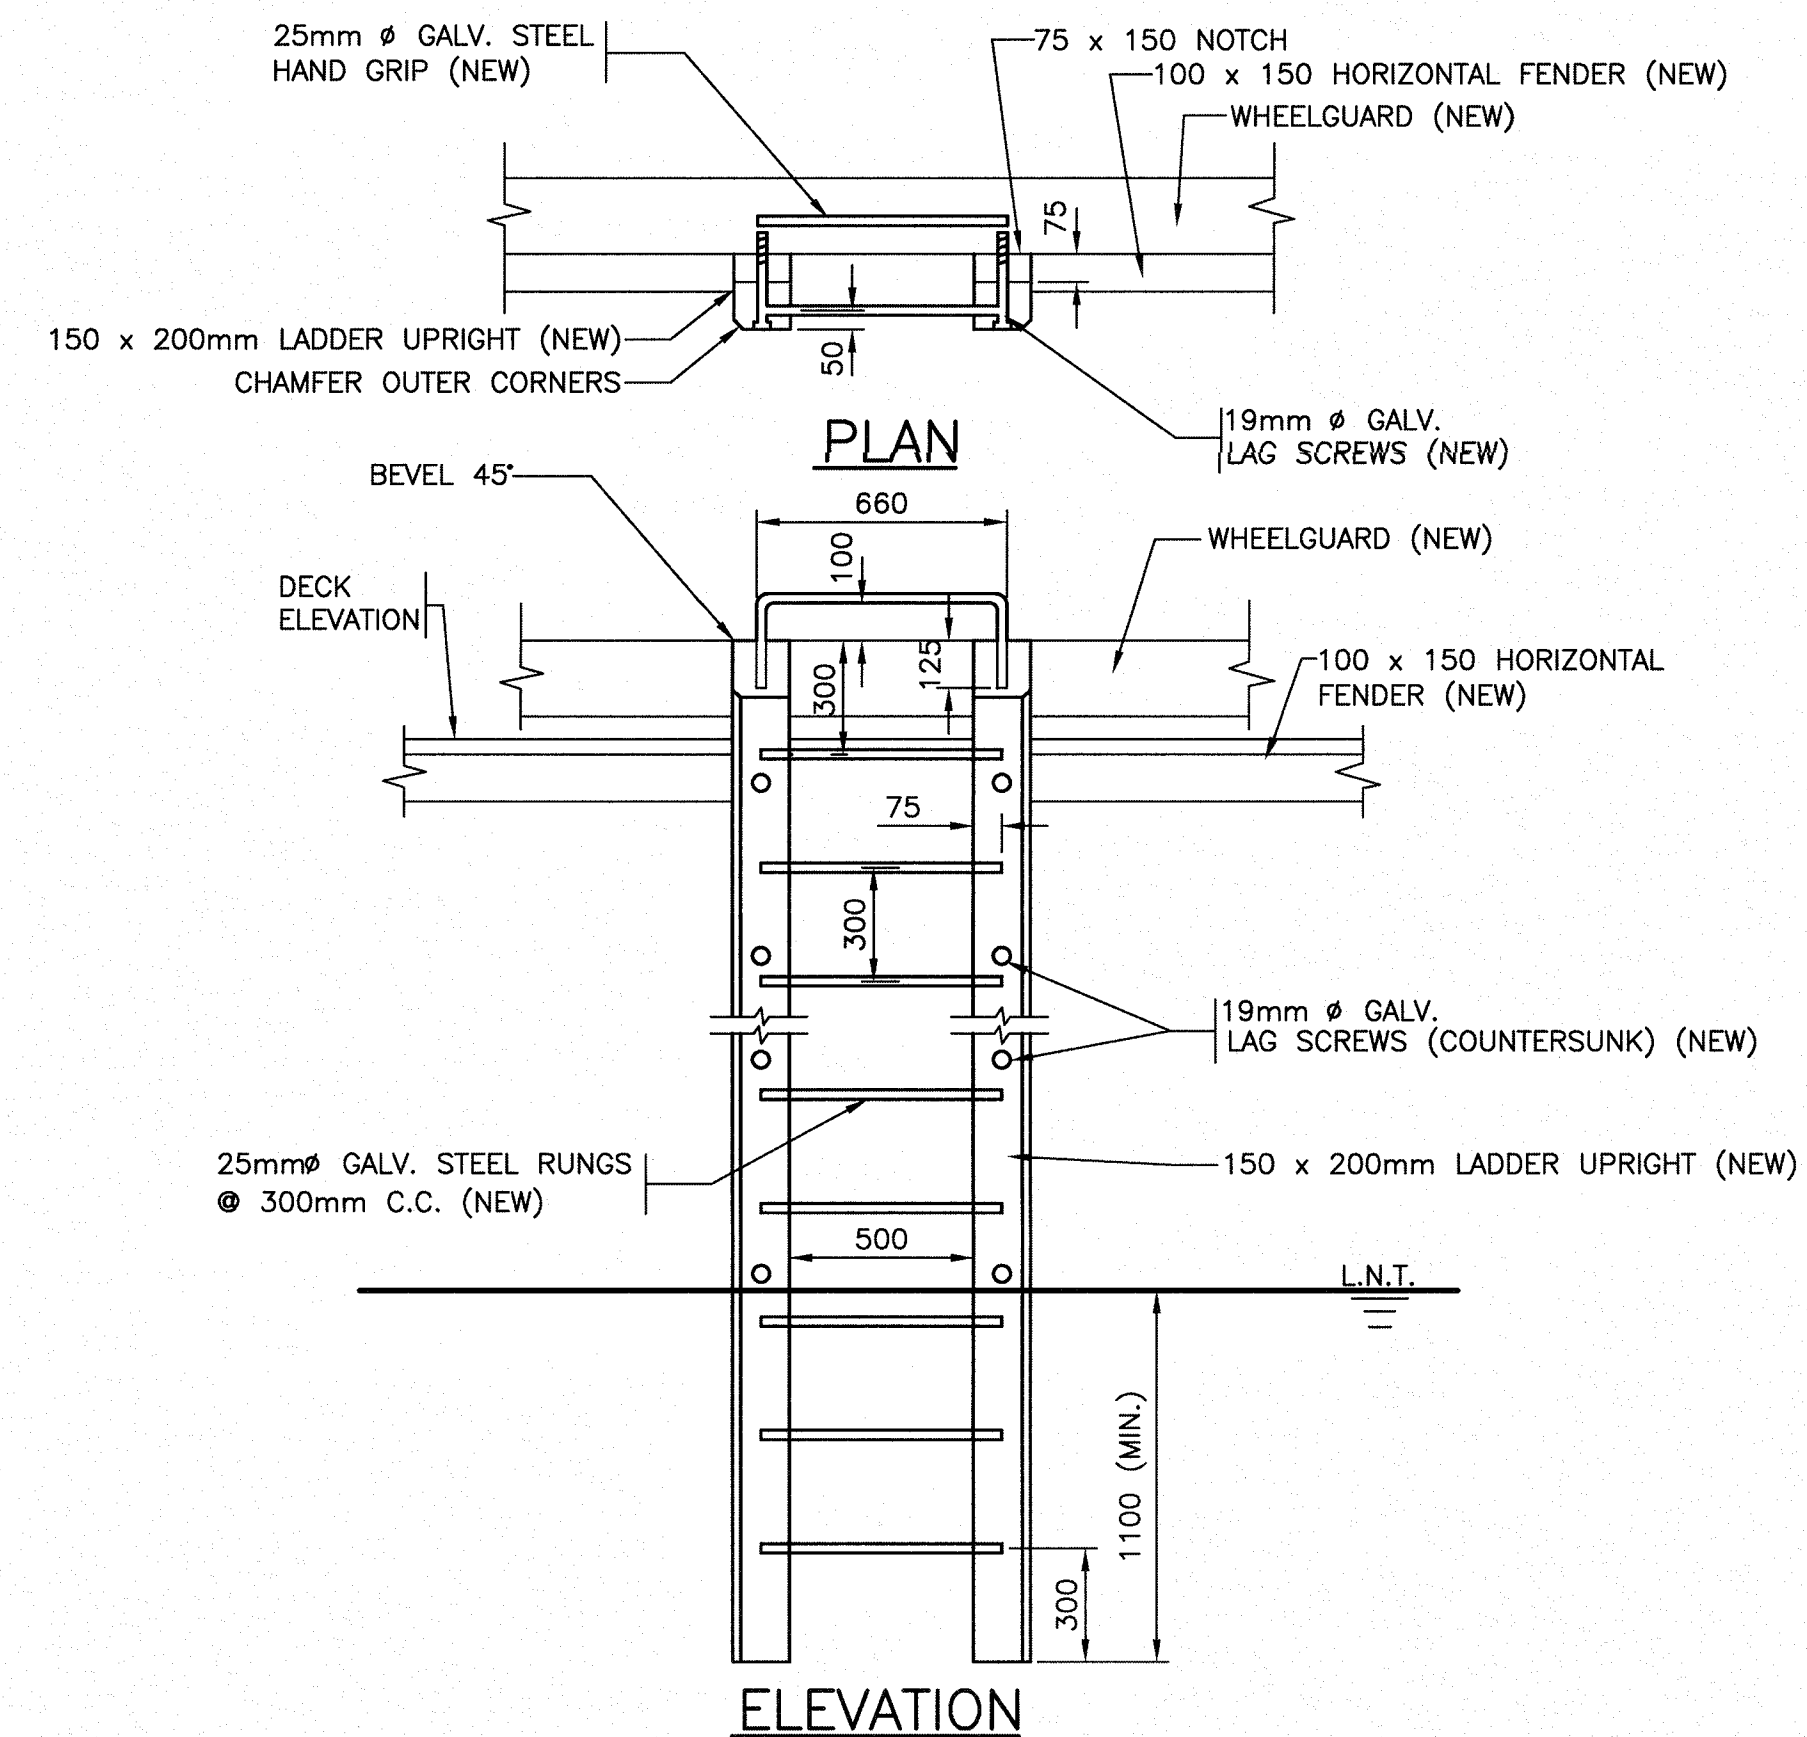 25mm ø GALV. STEEL
HAND GRIP (NEW)
75 x 150 NOTCH
100 x 150 HORIZONTAL FENDER (NEW)
WHEELGUARD (NEW)
75
150 x 200mm LADDER UPRIGHT (NEW)
50
CHAMFER OUTER CORNERS
19mm ø GALV.
LAG SCREWS (NEW)
PLAN
BEVEL 45°
660
100
WHEELGUARD (NEW)
DECK
ELEVATION
125
300
100 x 150 HORIZONTAL
FENDER (NEW)
75
300
19mm ø GALV.
LAG SCREWS (COUNTERSUNK) (NEW)
25mmø GALV. STEEL RUNGS
@ 300mm C.C. (NEW)
150 x 200mm LADDER UPRIGHT (NEW)
500
L.N.T.
1100 (MIN.)
300
ELEVATION